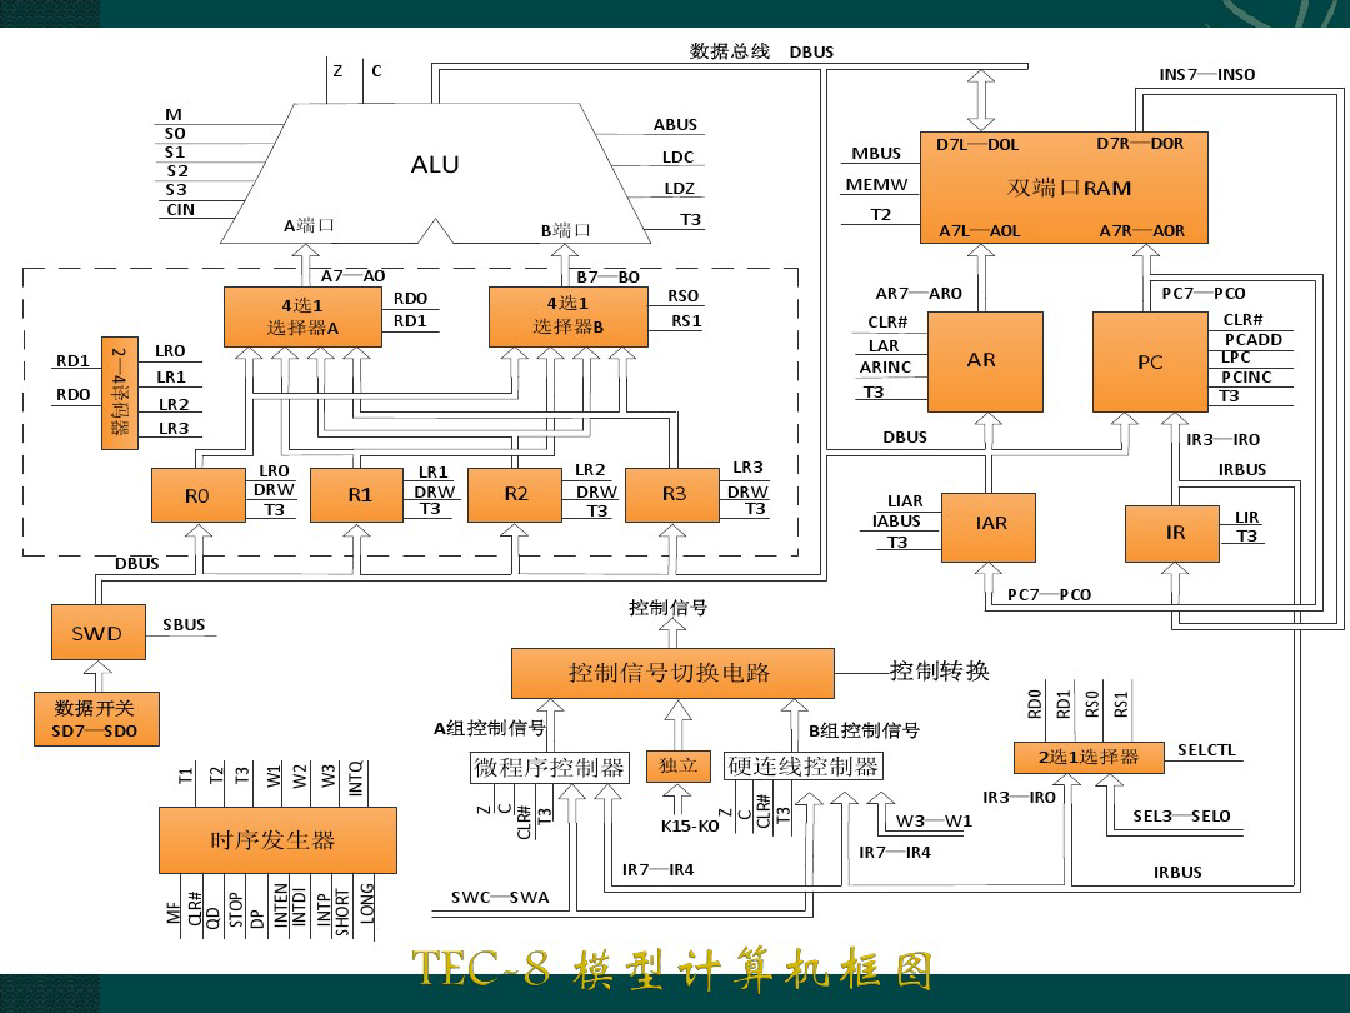 数据总线 DBUS
Z
C
INS7—INS0
M
S0
S1
S2
S3
CIN
ALU
A端口
B端口
ABUS
LDC
LDZ
T3
MBUS
MEMW
T2
D7L—D0L
D7R—D0R
双端口RAM
A7L—A0L
A7R—A0R
A7—A0
B7—B0
4选1
选择器A
RD0
RD1
4选1
选择器B
RS0
RS1
AR7—AR0
PC7—PC0
CLR#
LAR
ARINC
T3
AR
PC
CLR#
PCADD
LPC
PCINC
T3
RD1
RD0
2—4译码器
LR0
LR1
LR2
LR3
DBUS
IR3—IR0
IRBUS
R0
LR0
DRW
T3
R1
LR1
DRW
T3
R2
LR2
DRW
T3
R3
LR3
DRW
T3
LIAR
IABUS
T3
IAR
IR
LIR
T3
DBUS
PC7—PC0
SWD
SBUS
数据开关
SD7—SD0
控制信号
控制信号切换电路
控制转换
A组控制信号
B组控制信号
微程序控制器
独立
硬连线控制器
Z
C
CLR#
T3
K15-K0
Z
C
CLR#
T3
W3—W1
IR7—IR4
IR7—IR4
SWC—SWA
RD0
RD1
RS0
RS1
2选1选择器
SELCTL
IR3—IR0
SEL3—SEL0
IRBUS
T1
T2
T3
W1
W2
W3
INTQ
时序发生器
MF
CLR#
QD
STOP
DP
INTEN
INTDI
INTP
SHORT
LONG
TEC-8 模型计算机框图